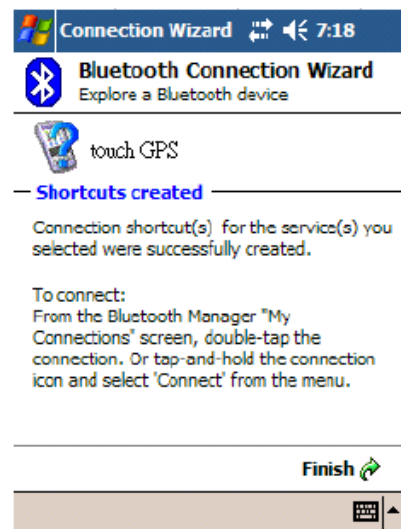 Connection Wizard 7:18
Bluetooth Connection Wizard
Explore a Bluetooth device
touch GPS
Shortcuts created
Connection shortcut(s) for the service(s) you
selected were successfully created.
To connect:
From the Bluetooth Manager "My
Connections" screen, double-tap the
connection. Or tap-and-hold the connection
icon and select 'Connect' from the menu.
Finish